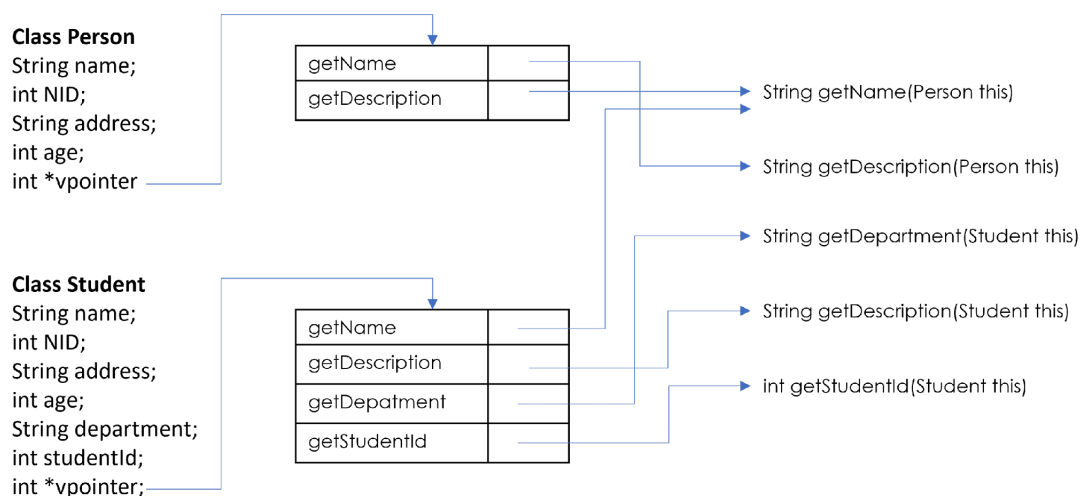 Class Person
String name;
int NID;
String address;
int age;
int *vpointer
getName
getDescription
String getName(Person this)
String getDescription(Person this)
String getDepartment(Student this)
String getDescription(Student this)
int getStudentId(Student this)
Class Student
String name;
int NID;
String address;
int age;
String department;
int studentId;
int *vpointer;
getName
getDescription
getDepatment
getStudentId